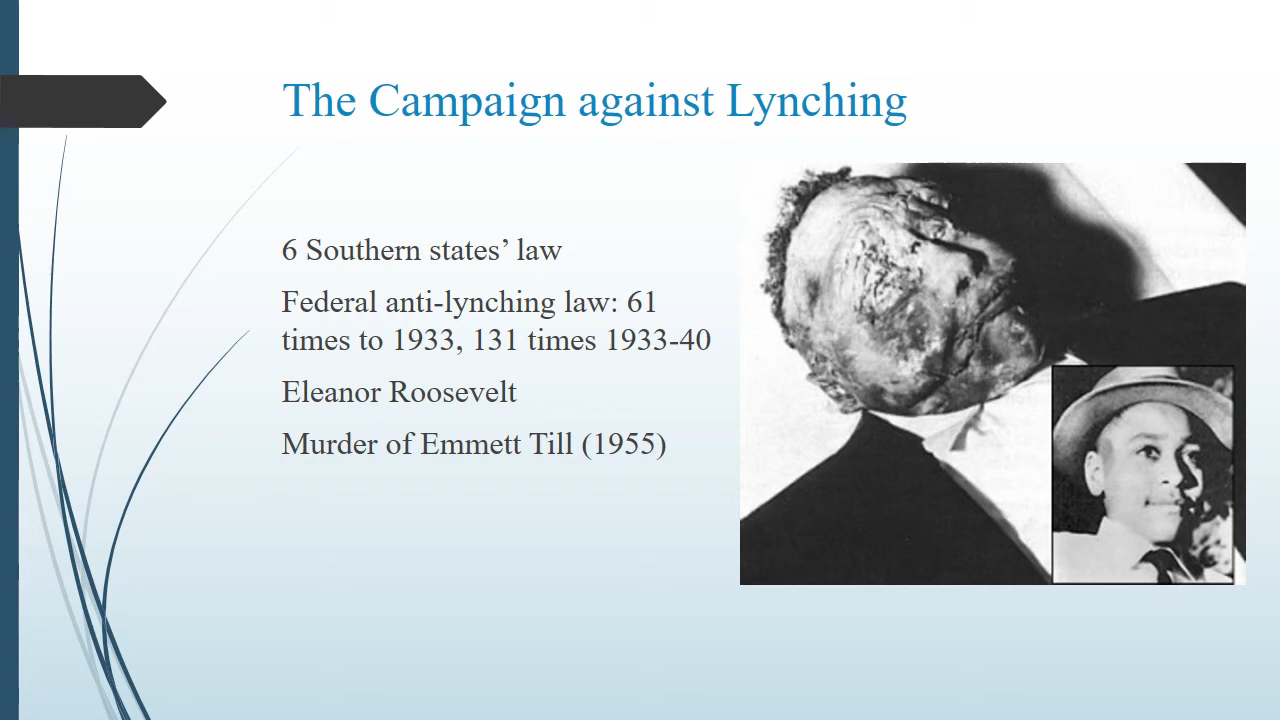 The Campaign against Lynching
6 Southern states’ law
Federal anti-lynching law: 61
times to 1933, 131 times 1933-40
Eleanor Roosevelt
Murder of Emmett Till (1955)